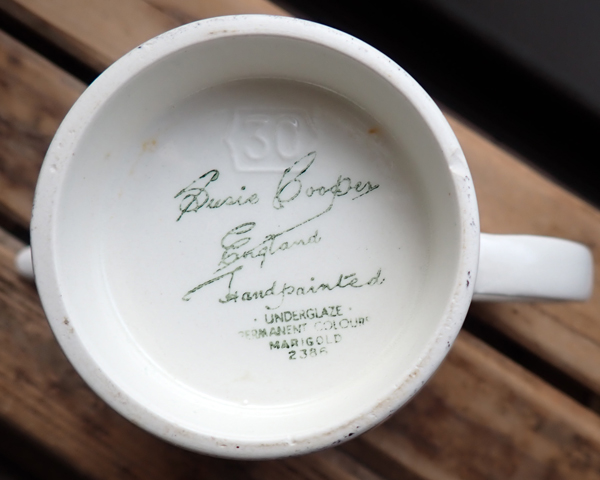 30
Susie Cooper
England
Handpainted
· UNDERGLAZE ·
PERMANENT COLOURS
MARIGOLD
2386